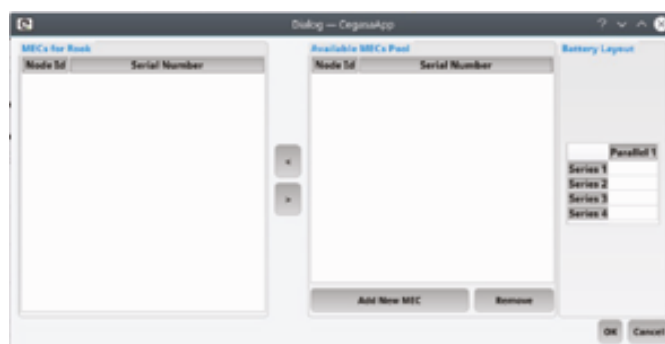 Dialog — CegasaApp
MECs for Rack
Node Id Serial Number
Available MECs Pool
Node Id Serial Number
<
>
Add New MEC Remove
Battery Layout
Parallel 1
Series 1
Series 2
Series 3
Series 4
OK Cancel